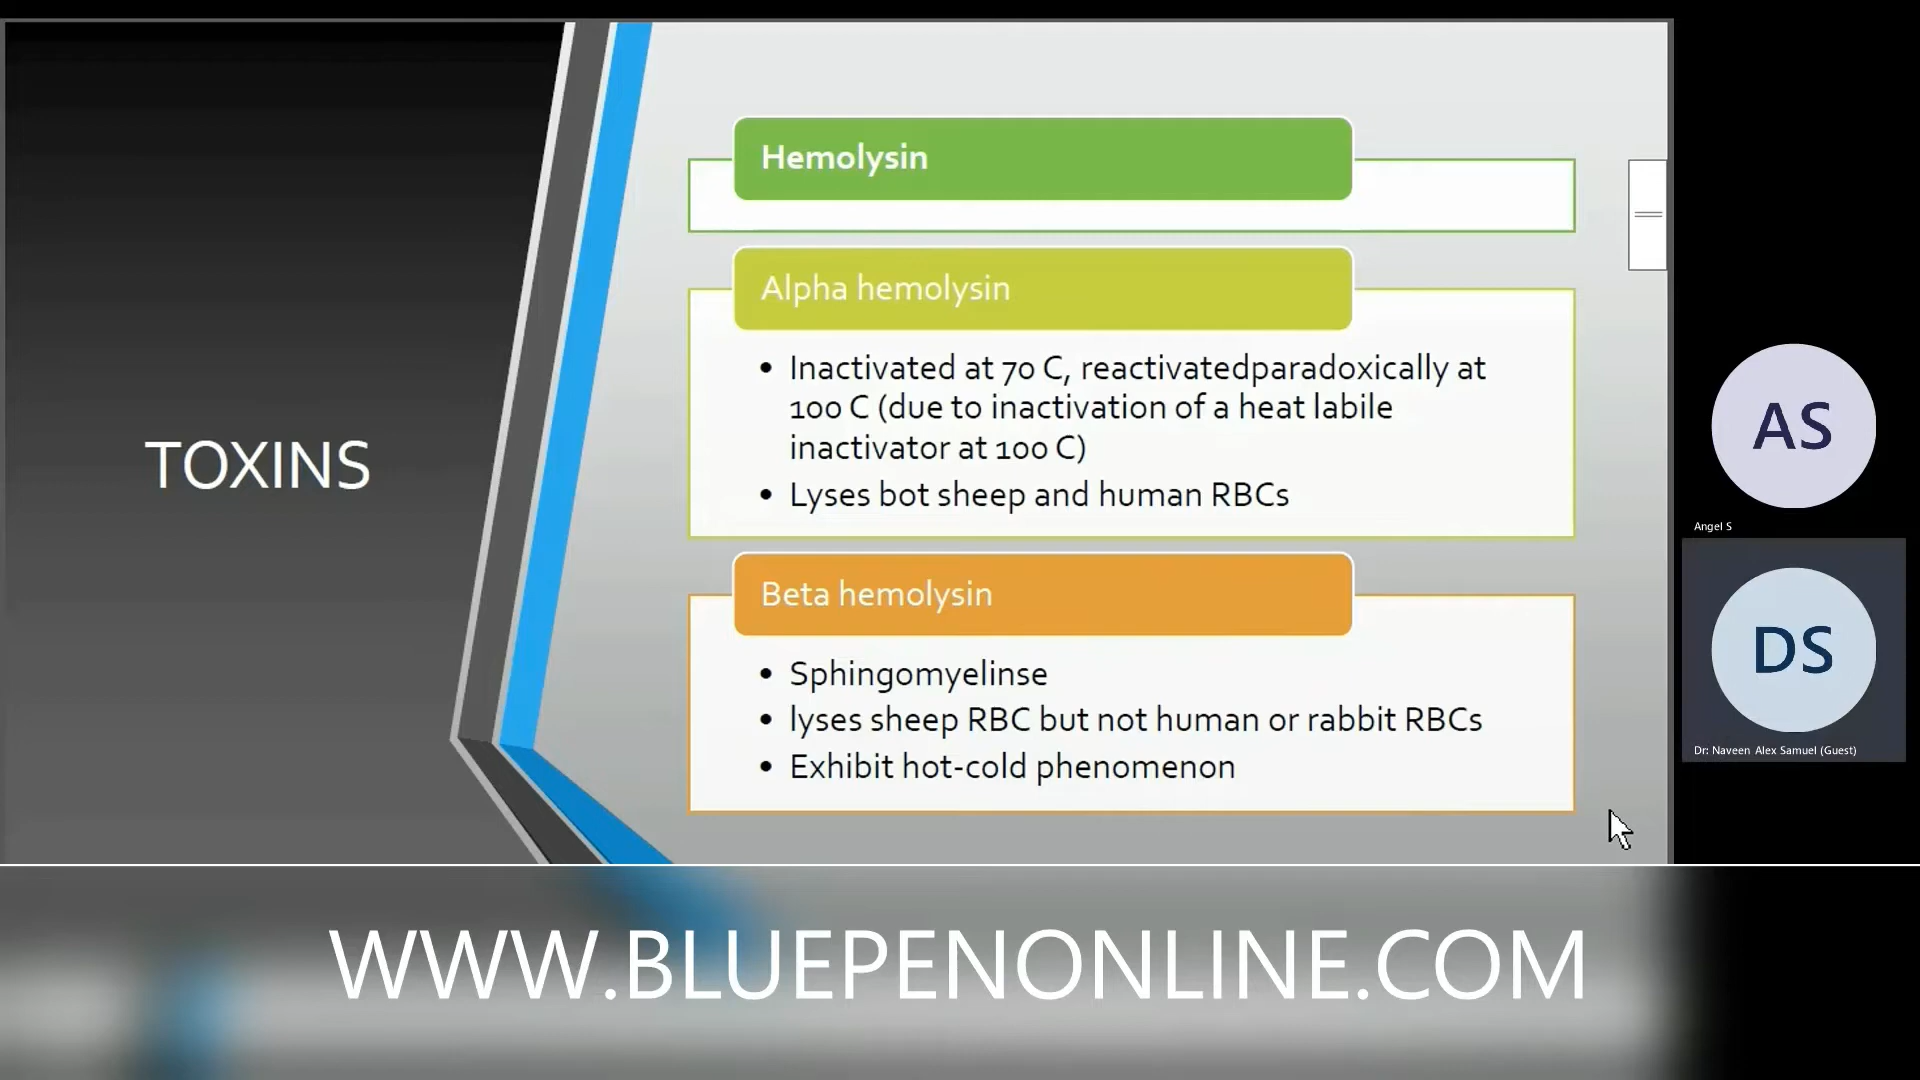 TOXINS
Hemolysin
Alpha hemolysin
• Inactivated at 70 C, reactivatedparadoxically at
100 C (due to inactivation of a heat labile
inactivator at 100 C)
• Lyses bot sheep and human RBCs
Beta hemolysin
• Sphingomyelinse
• lyses sheep RBC but not human or rabbit RBCs
• Exhibit hot-cold phenomenon
AS
Angel S
DS
Dr: Naveen Alex Samuel (Guest)
WWW.BLUEPENONLINE.COM